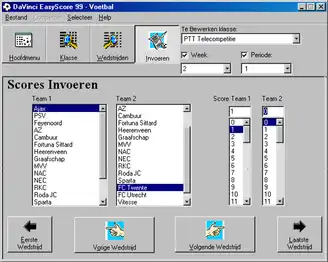 DaVinci EasyScore 99 - Voetbal
Bestand Competitie Selecteer Help
Hoofdmenu Klasse Wedstrijden Invoeren
Te Bewerken klasse:
PTT Telecompetitie
Week: Periode:
2 1
Scores Invoeren
Team 1 Team 2 Score Team 1 Team 2
Ajax
PSV
Feyenoord
AZ
Cambuur
Fortuna Sittard
Heerenveen
Graafschap
MVV
NAC
NEC
RKC
Roda JC
Sparta
AZ
Cambuur
Fortuna Sittard
Heerenveen
Graafschap
MVV
NAC
NEC
RKC
Roda JC
Sparta
FC Twente
FC Utrecht
Vitesse
1
0
1
2
3
4
5
6
7
8
9
10
11
0
0
1
2
3
4
5
6
7
8
9
10
11
Eerste Wedstrijd
Vorige Wedstrijd
Volgende Wedstrijd
Laatste Wedstrijd